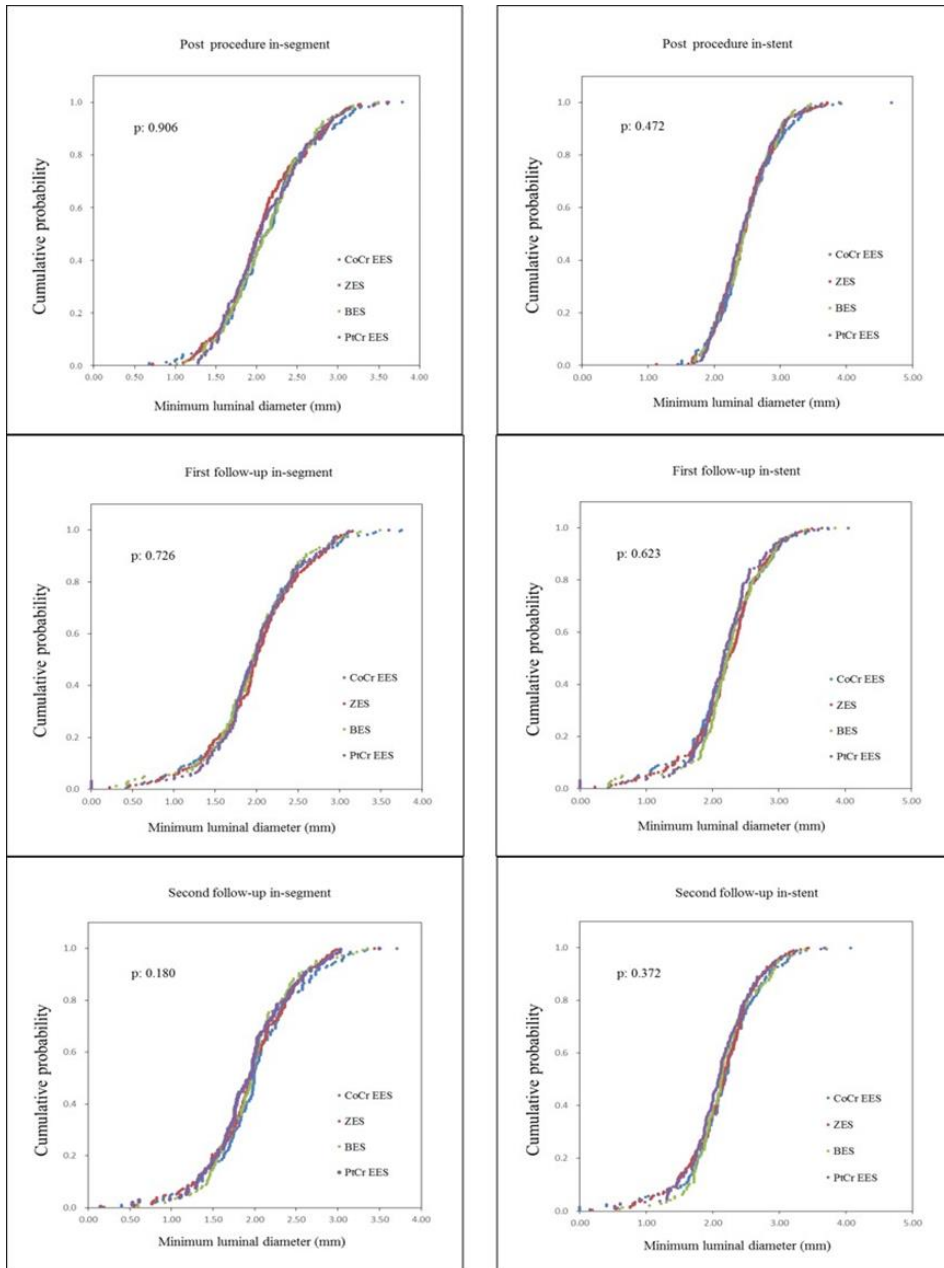 Post procedure in-segment
p: 0.906
Cumulative probability
1.0
0.8
0.6
0.4
0.2
0.0
CoCr EES
ZES
BES
PtCr EES
0.00 0.50 1.00 1.50 2.00 2.50 3.00 3.50 4.00
Minimum luminal diameter (mm)
Post procedure in-stent
p: 0.472
Cumulative probability
1.0
0.8
0.6
0.4
0.2
0.0
CoCr EES
ZES
BES
PtCr EES
0.00 1.00 2.00 3.00 4.00 5.00
Minimum luminal diameter (mm)
First follow-up in-segment
p: 0.726
Cumulative probability
1.0
0.8
0.6
0.4
0.2
0.0
CoCr EES
ZES
BES
PtCr EES
0.00 0.50 1.00 1.50 2.00 2.50 3.00 3.50 4.00
Minimum luminal diameter (mm)
First follow-up in-stent
p: 0.623
Cumulative probability
1.0
0.8
0.6
0.4
0.2
0.0
CoCr EES
ZES
BES
PtCr EES
0.00 1.00 2.00 3.00 4.00 5.00
Minimum luminal diameter (mm)
Second follow-up in-segment
p: 0.180
Cumulative probability
1.0
0.8
0.6
0.4
0.2
0.0
CoCr EES
ZES
BES
PtCr EES
0.00 0.50 1.00 1.50 2.00 2.50 3.00 3.50 4.00
Minimum luminal diameter (mm)
Second follow-up in-stent
p: 0.372
Cumulative probability
1.0
0.8
0.6
0.4
0.2
0.0
CoCr EES
ZES
BES
PtCr EES
0.00 1.00 2.00 3.00 4.00 5.00
Minimum luminal diameter (mm)